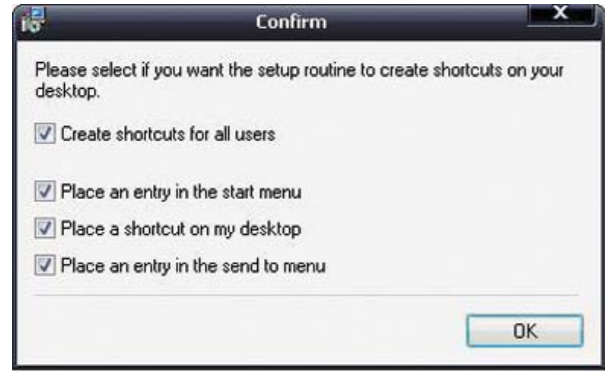 Confirm
X
Please select if you want the setup routine to create shortcuts on your
desktop.
Create shortcuts for all users
Place an entry in the start menu
Place a shortcut on my desktop
Place an entry in the send to menu
OK